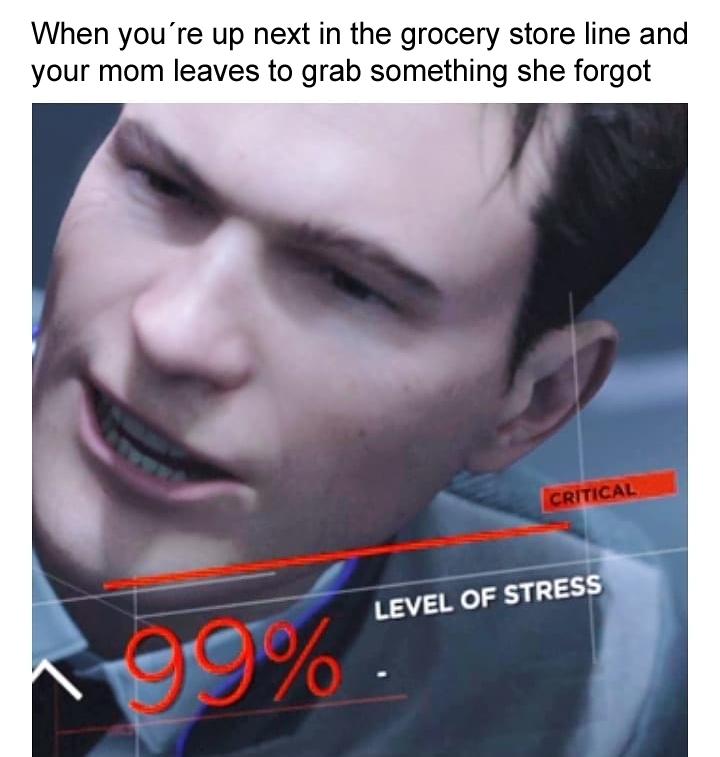 When you´re up next in the grocery store line and
your mom leaves to grab something she forgot
CRITICAL
LEVEL OF STRESS
99%